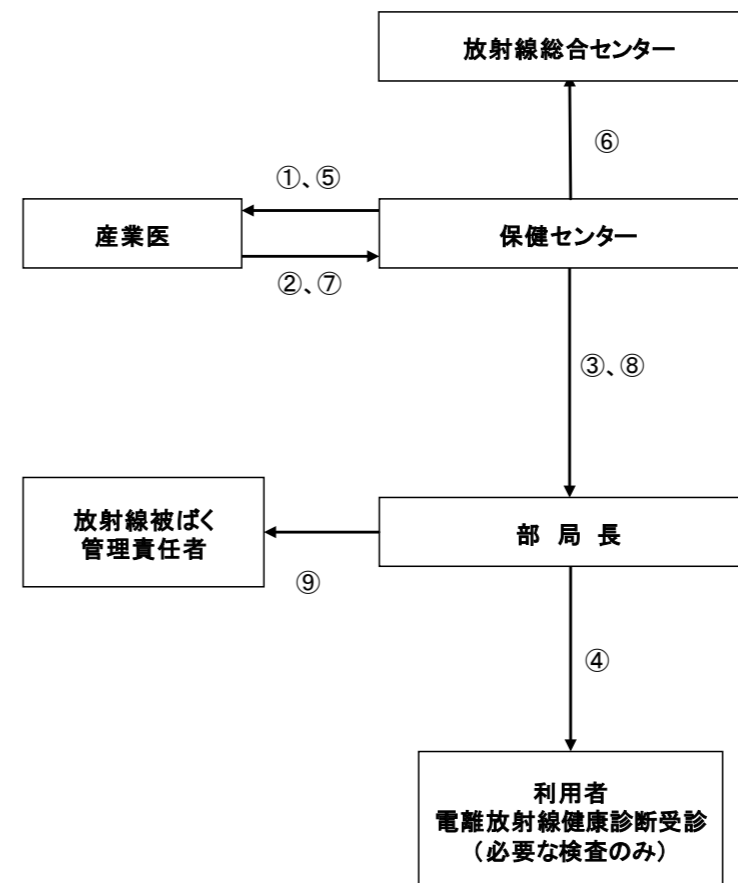 放射線総合センター
⑥
①、⑤
産業医
保健センター
②、⑦
③、⑧
放射線被ばく
管理責任者
部 局 長
⑨
④
利用者
電離放射線健康診断受診
（必要な検査のみ）